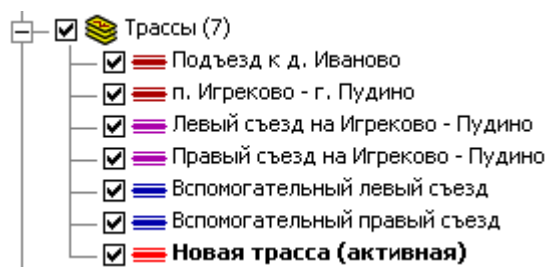 Трассы (7)
Подъезд к д. Иваново
п. Игреково - г. Пудино
Левый съезд на Игреково - Пудино
Правый съезд на Игреково - Пудино
Вспомогательный левый съезд
Вспомогательный правый съезд
Новая трасса (активная)